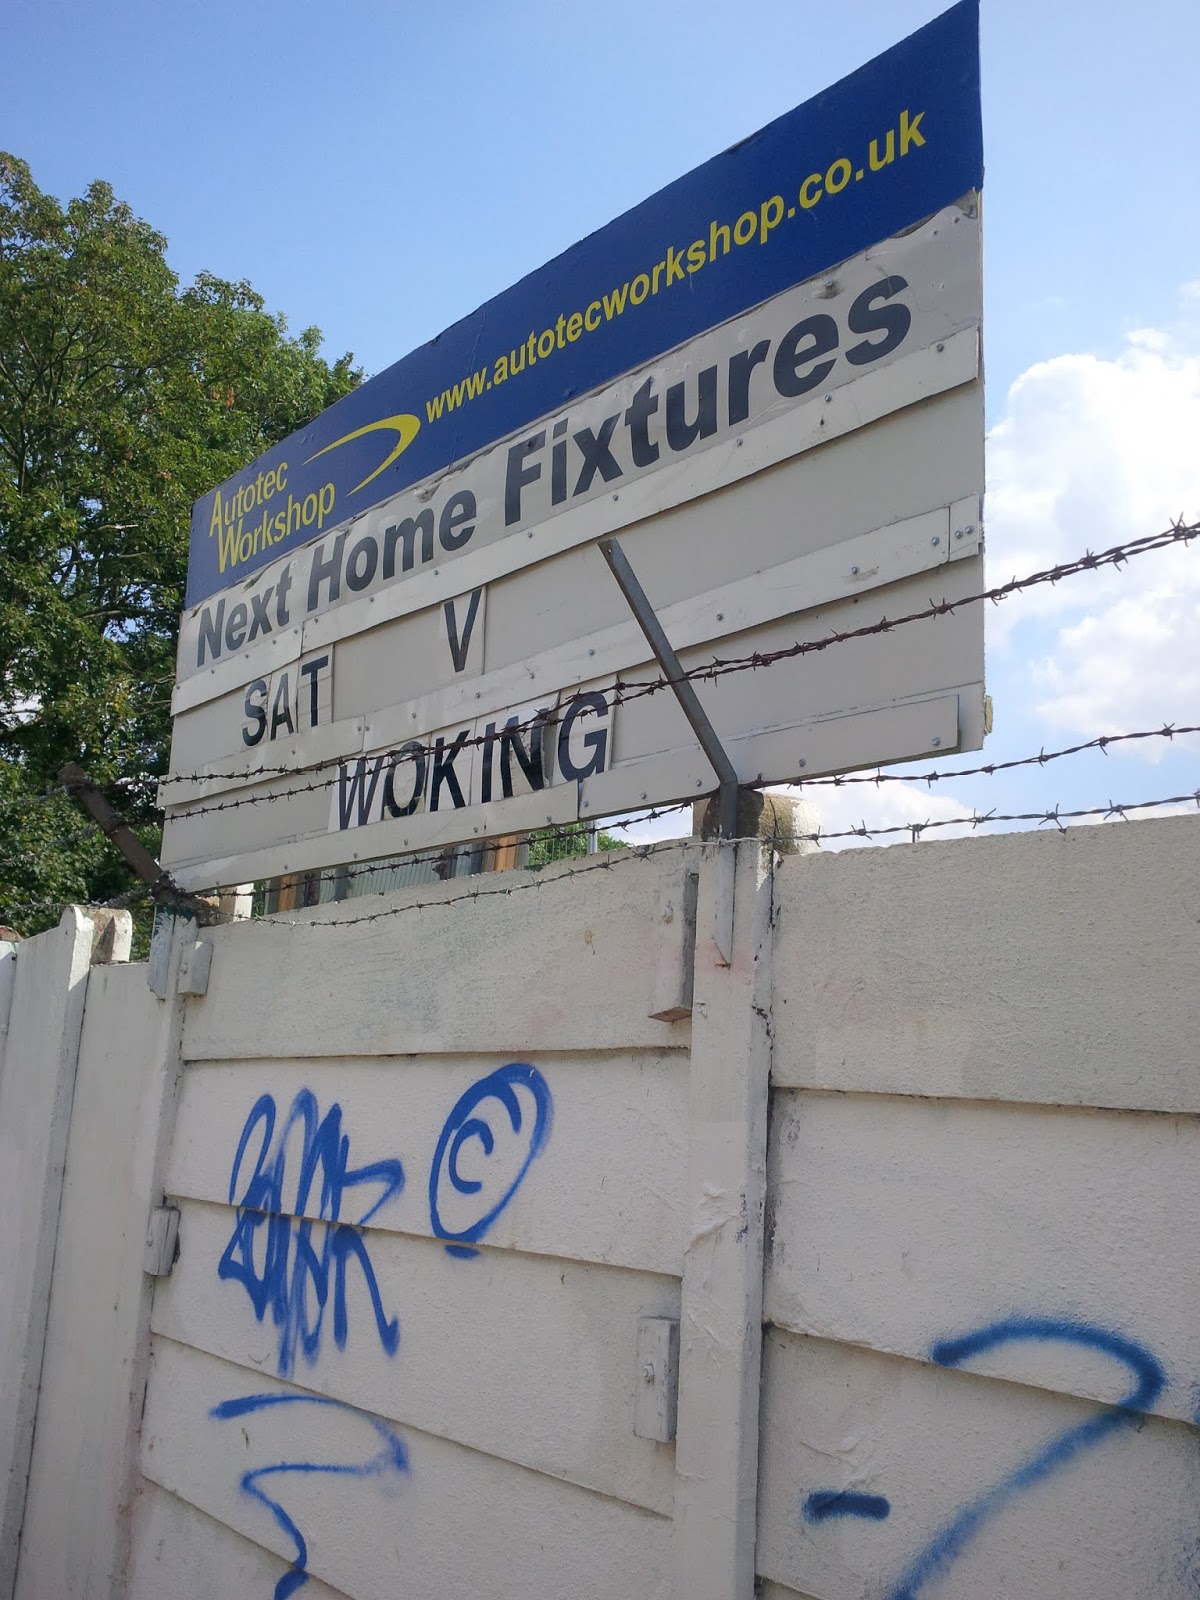 Autotec
Workshop
www.autotecworkshop.co.uk
Next Home Fixtures
SAT V
WOKING